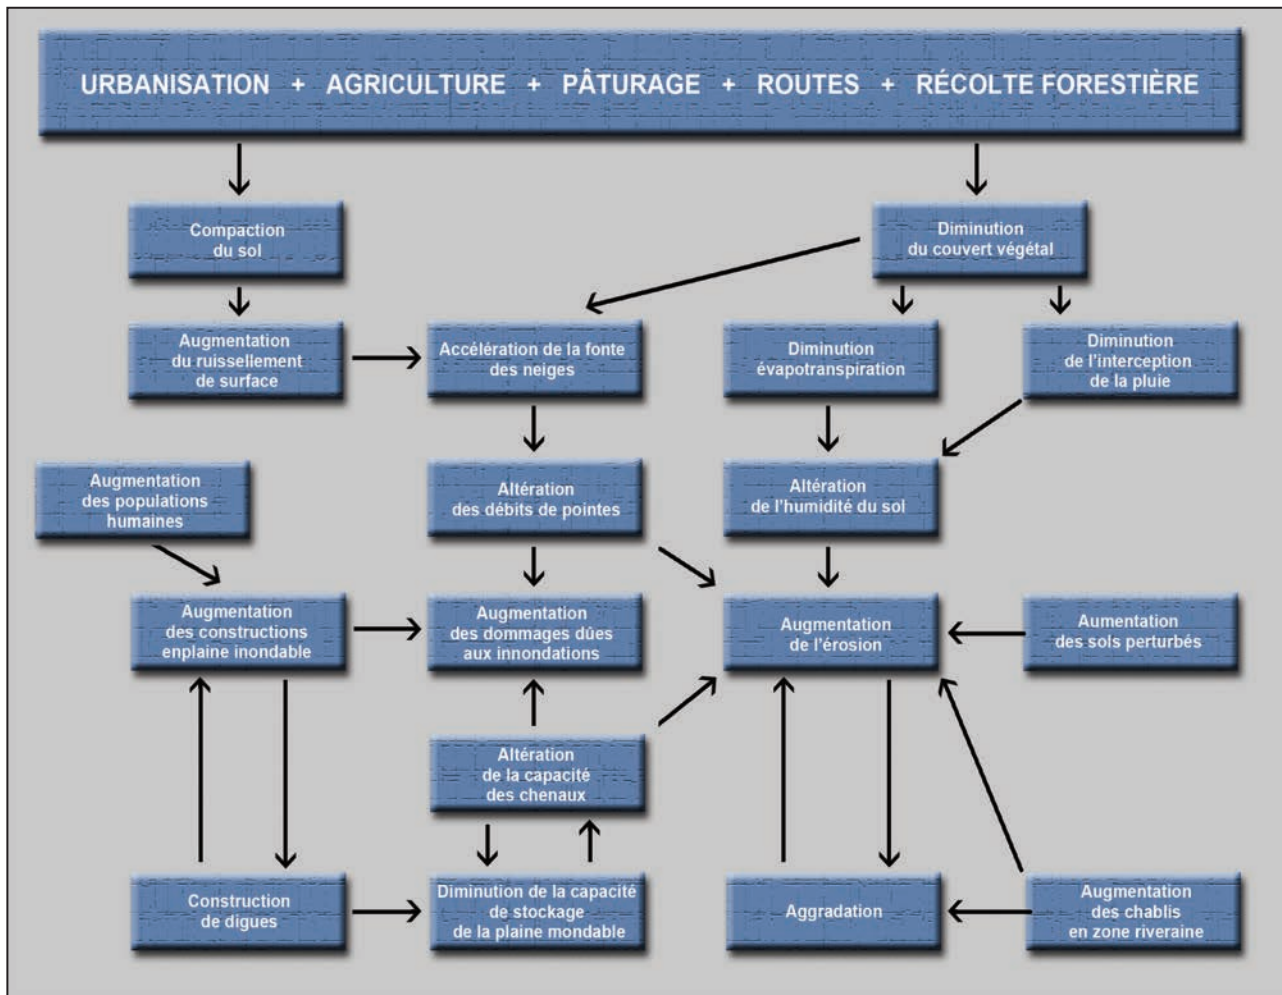 URBANISATION + AGRICULTURE + PÂTURAGE + ROUTES + RÉCOLTE FORESTIÈRE
Compaction
du sol
Diminution
du couvert végétal
Augmentation
du ruissellement
de surface
Accélération de la fonte
des neiges
Diminution
évapotranspiration
Diminution
de l'interception
de la pluie
Augmentation
des populations
humaines
Altération
des débits de pointes
Altération
de l'humidité du sol
Augmentation
des constructions
enplaine inondable
Augmentation
des dommages dûes
aux innondations
Augmentation
de l'érosion
Aumentation
des sols perturbés
Altération
de la capacité
des chenaux
Construction
de digues
Diminution de la capacité
de stockage
de la plaine mondable
Aggradation
Augmentation
des chablis
en zone riveraine